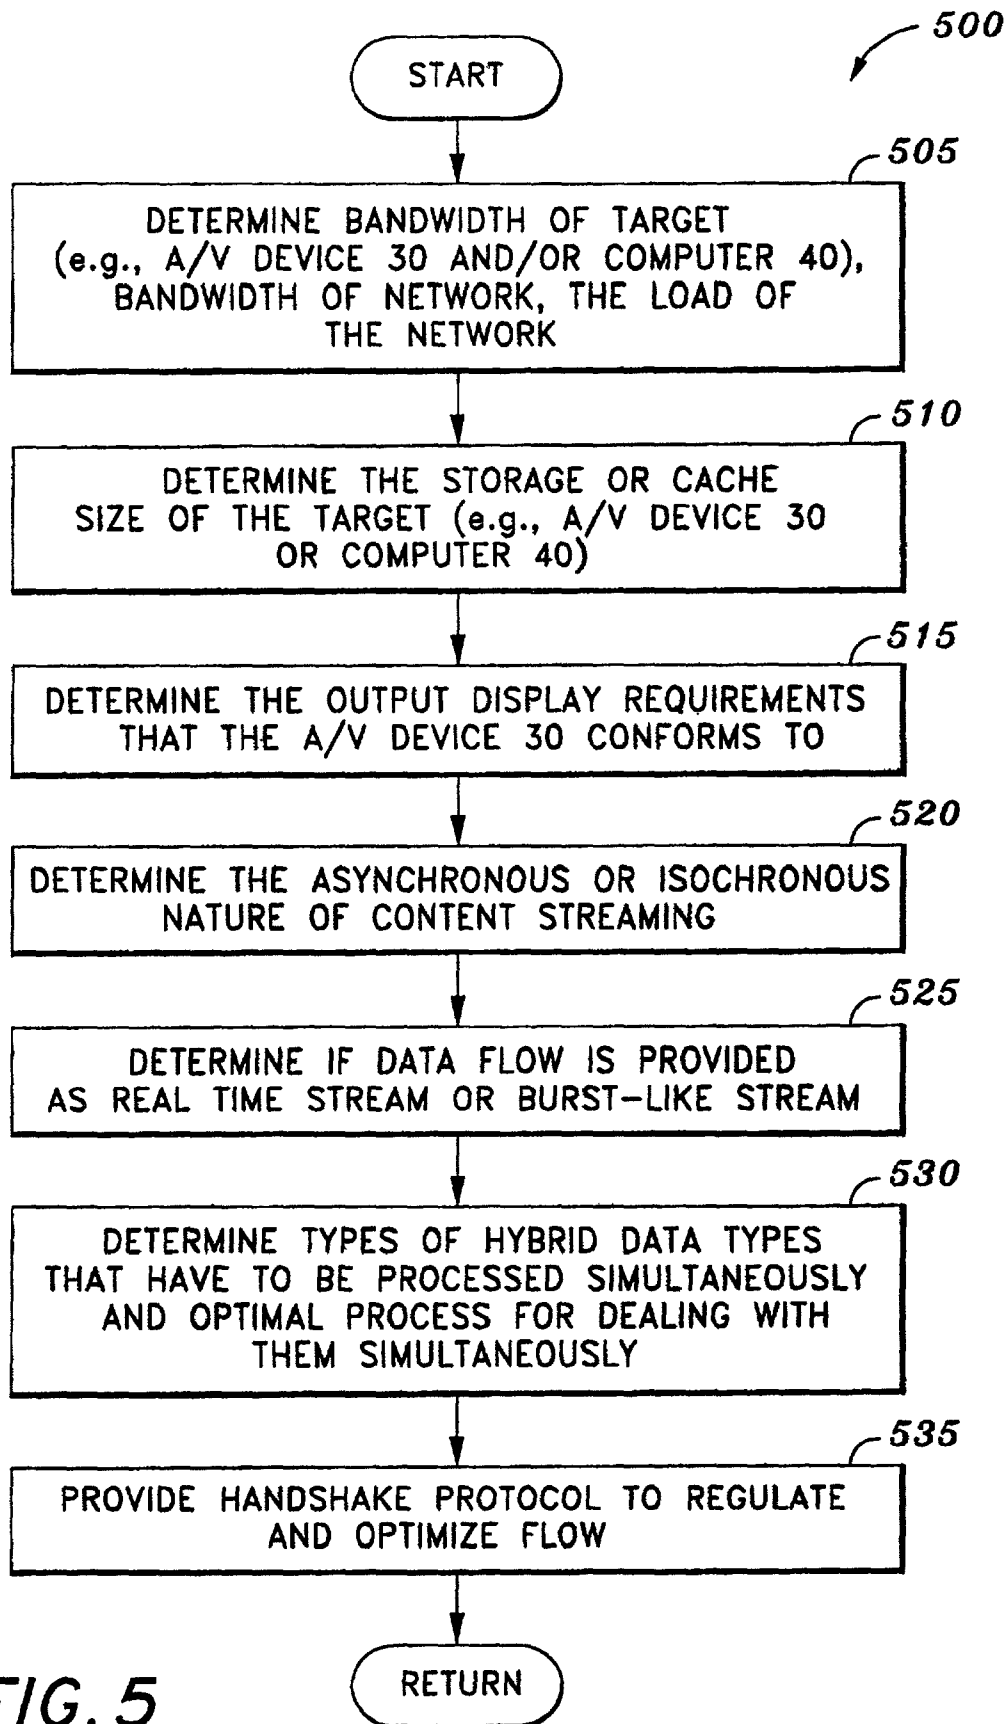 500
START
505
DETERMINE BANDWIDTH OF TARGET
(e.g., A/V DEVICE 30 AND/OR COMPUTER 40),
BANDWIDTH OF NETWORK, THE LOAD OF
THE NETWORK
510
DETERMINE THE STORAGE OR CACHE
SIZE OF THE TARGET (e.g., A/V DEVICE 30
OR COMPUTER 40)
515
DETERMINE THE OUTPUT DISPLAY REQUIREMENTS
THAT THE A/V DEVICE 30 CONFORMS TO
520
DETERMINE THE ASYNCHRONOUS OR ISOCHRONOUS
NATURE OF CONTENT STREAMING
525
DETERMINE IF DATA FLOW IS PROVIDED
AS REAL TIME STREAM OR BURST-LIKE STREAM
530
DETERMINE TYPES OF HYBRID DATA TYPES
THAT HAVE TO BE PROCESSED SIMULTANEOUSLY
AND OPTIMAL PROCESS FOR DEALING WITH
THEM SIMULTANEOUSLY
535
PROVIDE HANDSHAKE PROTOCOL TO REGULATE
AND OPTIMIZE FLOW
RETURN
FIG. 5